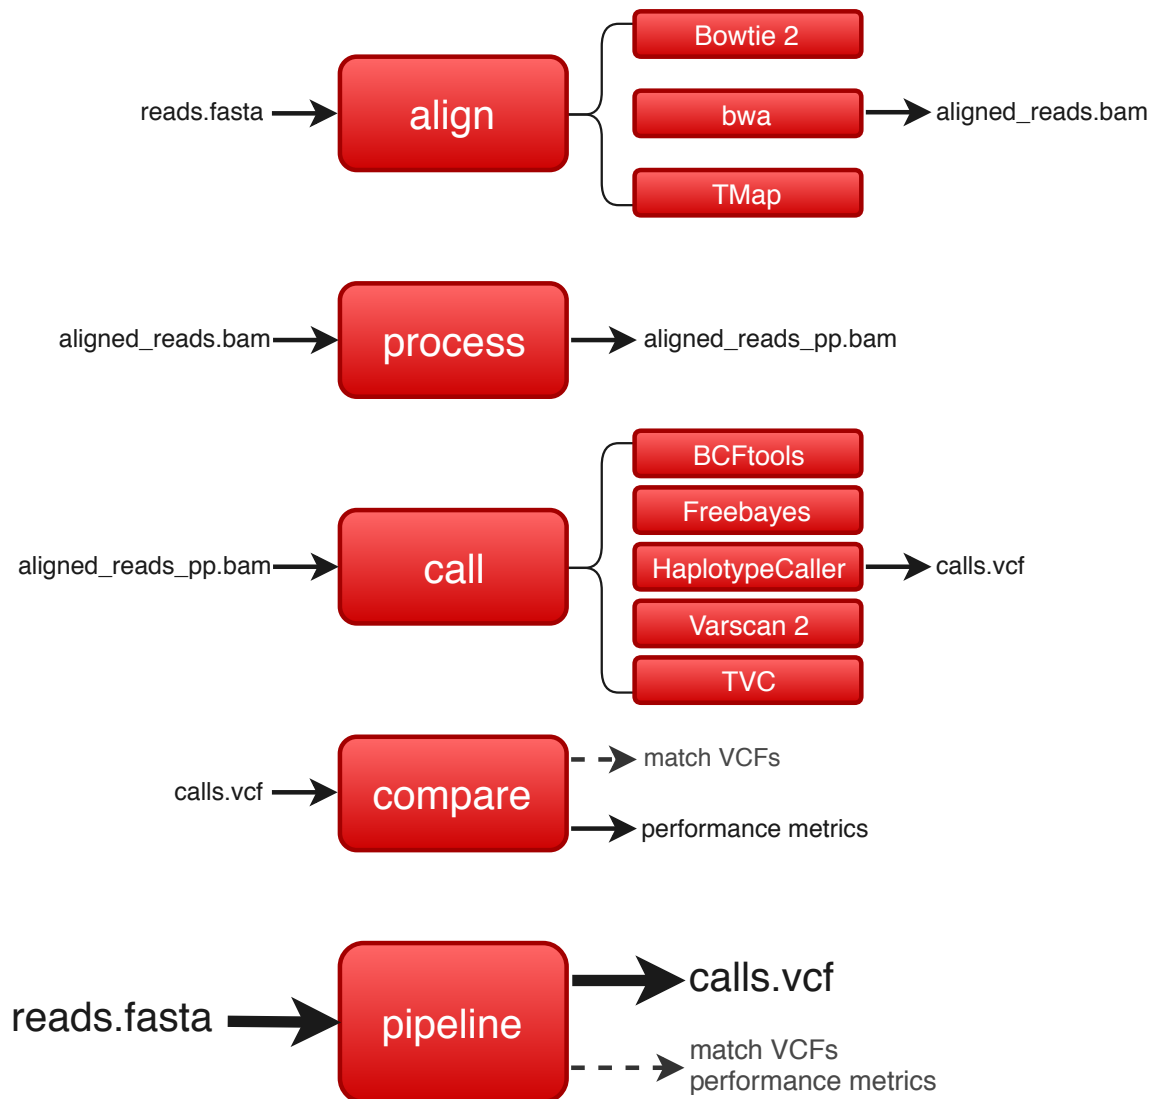 Bowtie 2
reads.fasta
align
bwa
aligned_reads.bam
TMap
aligned_reads.bam
process
aligned_reads_pp.bam
BCFtools
Freebayes
aligned_reads_pp.bam
call
HaplotypeCaller
calls.vcf
Varscan 2
TVC
match VCFs
calls.vcf
compare
performance metrics
calls.vcf
reads.fasta
pipeline
match VCFs
performance metrics